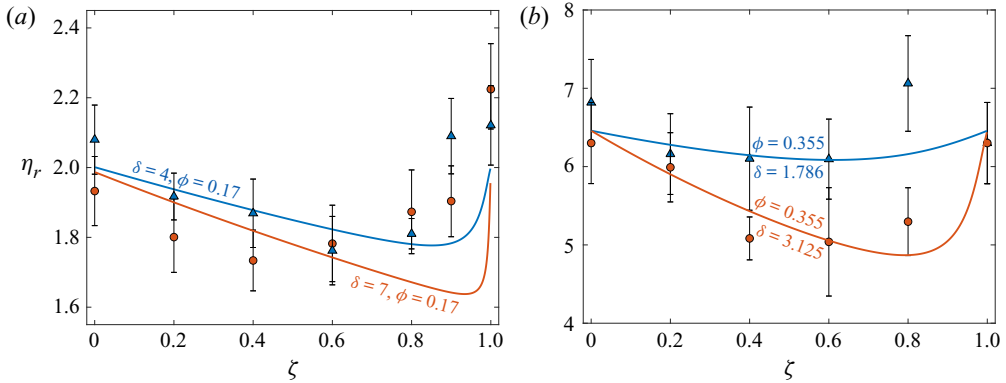 (a)
2.4
2.2
2.0
1.8
1.6
ηr
δ = 4, ϕ = 0.17
δ = 7, ϕ = 0.17
0 0.2 0.4 0.6 0.8 1.0
ζ
(b)
8
7
6
5
4
ϕ = 0.355
δ = 1.786
ϕ = 0.355
δ = 3.125
0 0.2 0.4 0.6 0.8 1.0
ζ